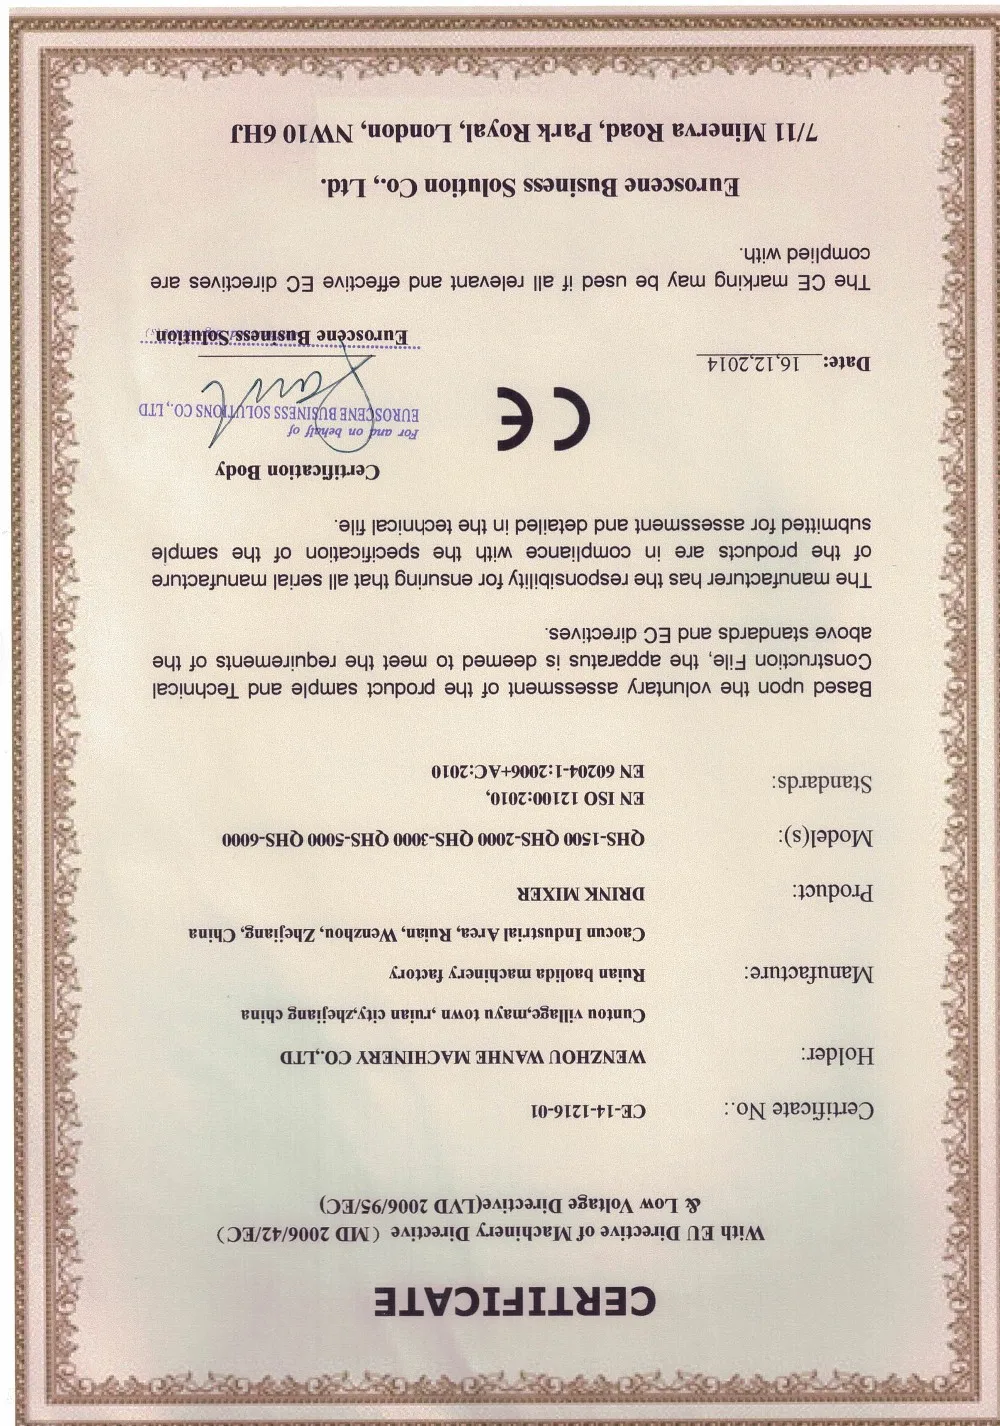 CERTIFICATE
With EU Directive of Machinery Directive（MD 2006/42/EC）
& Low Voltage Directive(LVD 2006/95/EC)
Certificate No.: CE-14-1216-01
Holder: WENZHOU WANHE MACHINERY CO.,LTD
Cuntun village,mayu town ,ruian city,zhejiang china
Manufacture: Ruian baolida machinery factory
Caocun Industrial Area, Ruian, Wenzhou, Zhejiang, China
Product: DRINK MIXER
Model(s): QHS-1500 QHS-2000 QHS-3000 QHS-5000 QHS-6000
Standards: EN ISO 12100:2010,
EN 60204-1:2006+AC:2010
Based upon the voluntary assessment of the product sample and Technical
Construction File, the apparatus is deemed to meet the requirements of the
above standards and EC directives.
The manufacturer has the responsibility for ensuring that all serial manufacture
of the products are in compliance with the specification of the sample
submitted for assessment and detailed in the technical file.
Certification Body
For and on behalf of
EUROSCENE BUSINESS SOLUTIONS CO., LTD
CE
Date: 16,12,2014
Euroscene Business Solution
The CE marking may be used if all relevant and effective EC directives are
complied with.
Euroscene Business Solution Co., Ltd.
7/11 Minerva Road, Park Royal, London, NW10 6HJ